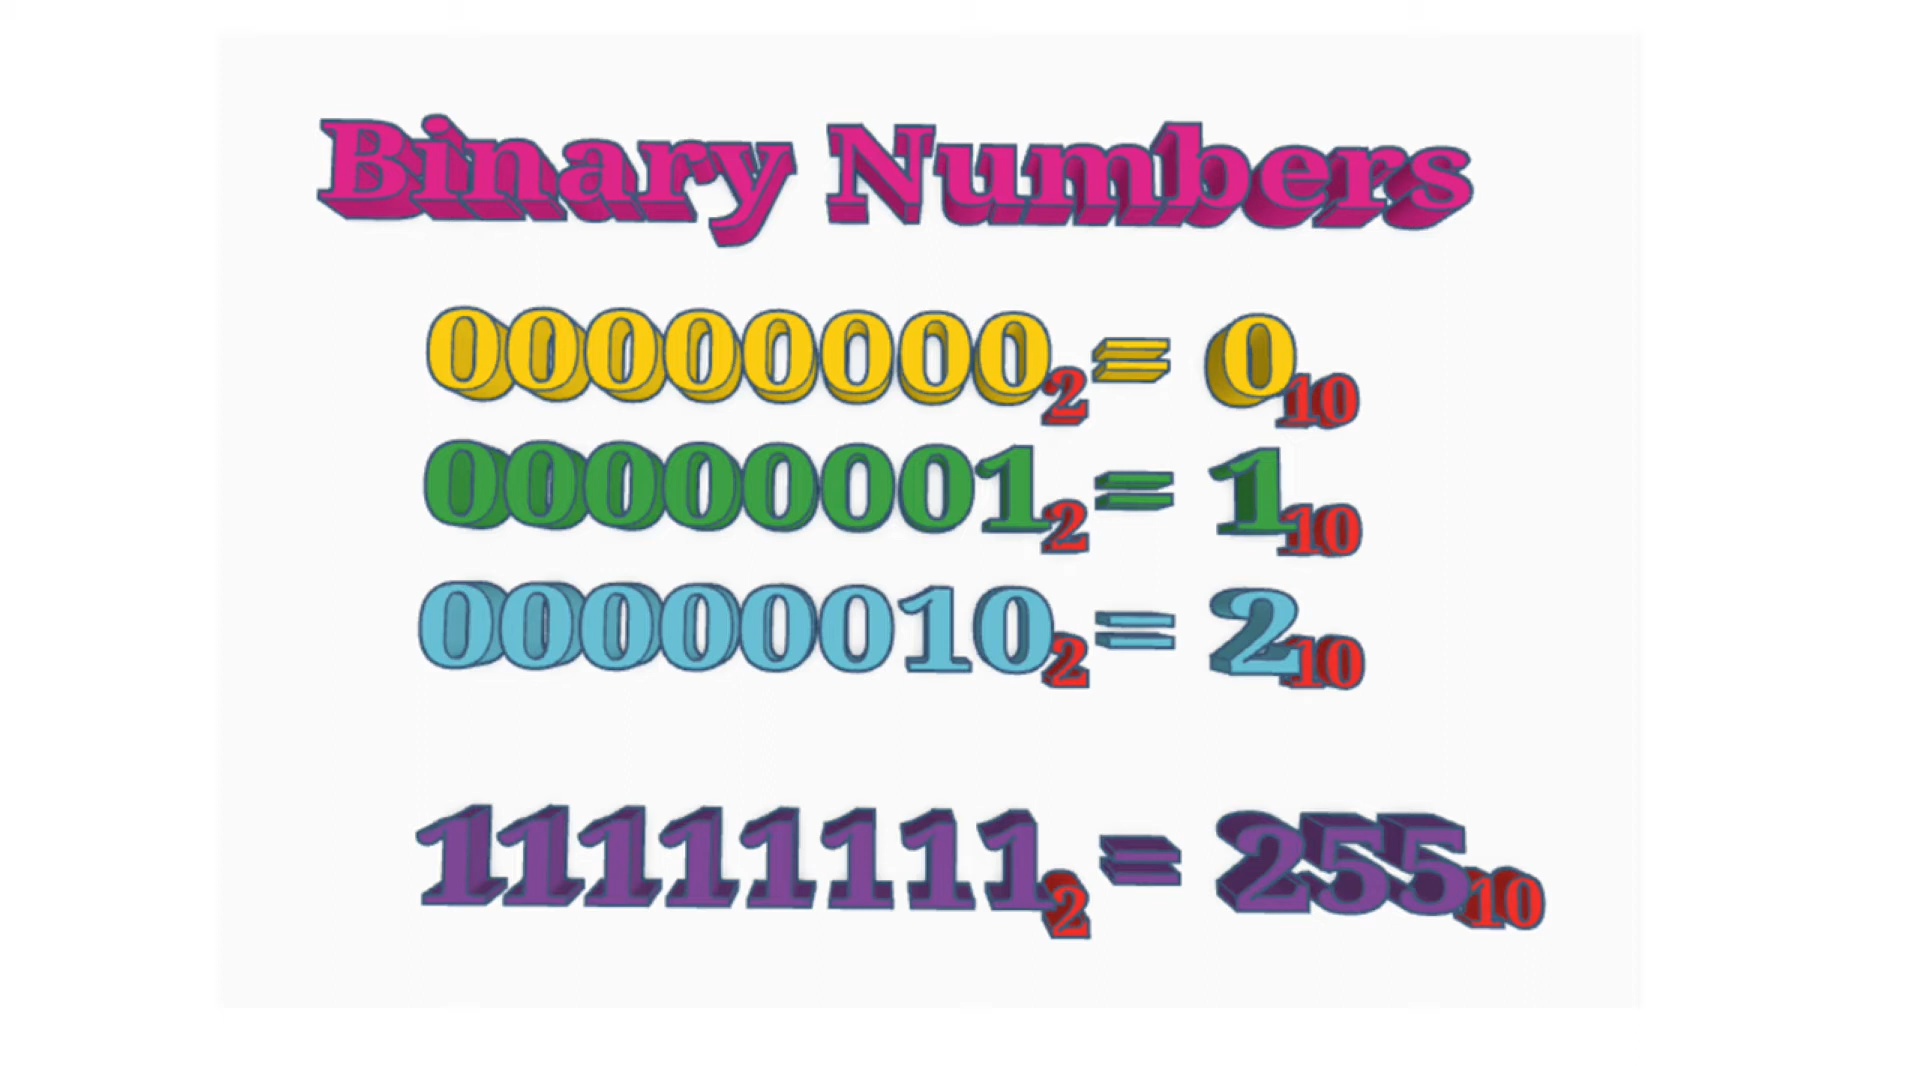 Binary Numbers
00000000₂ = 0₁₀
00000001₂ = 1₁₀
00000010₂ = 2₁₀
11111111₂ = 255₁₀